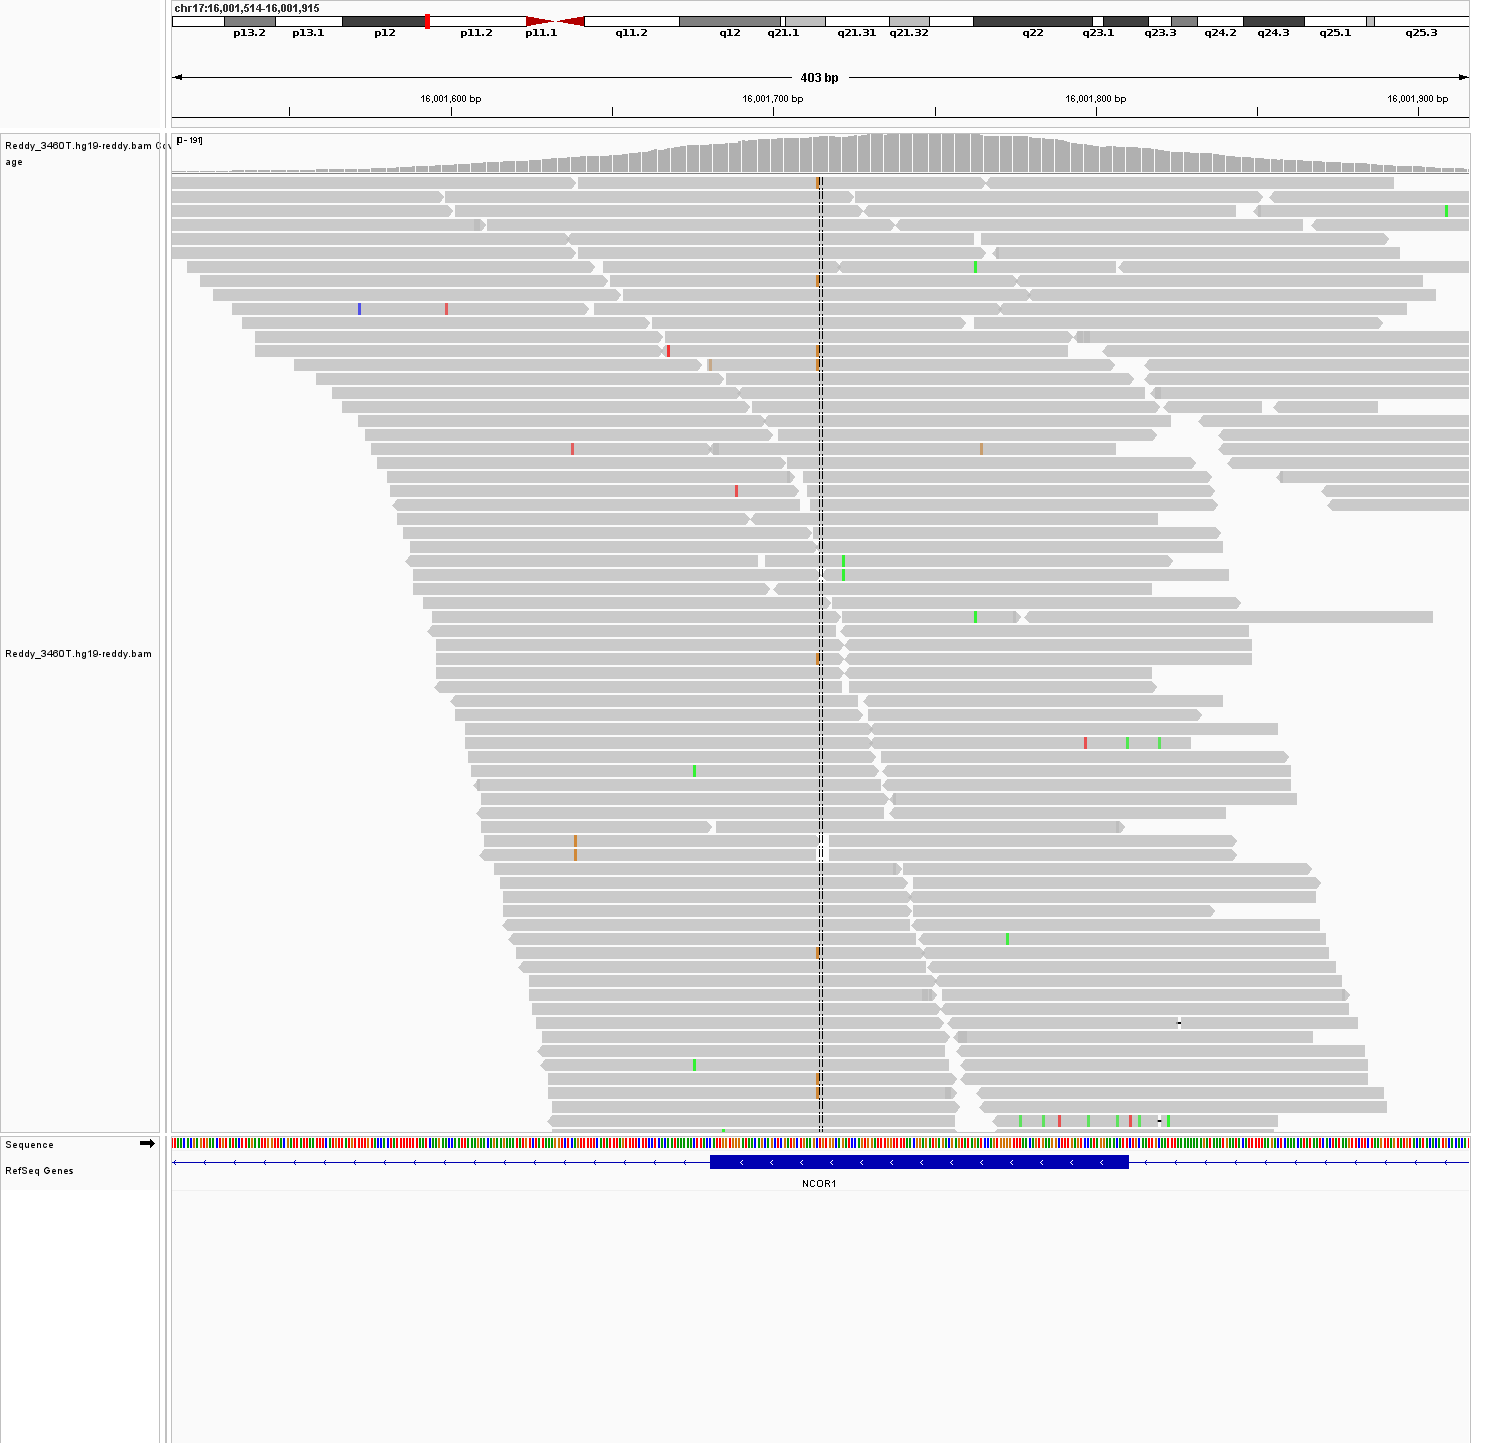 chr17:16,001,514-16,001,915
p13.2 p13.1 p12 p11.2 p11.1 q11.2 q12 q21.1 q21.31 q21.32 q22 q23.1 q23.3 q24.2 q24.3 q25.1 q25.3
403 bp
16,001,600 bp 16,001,700 bp 16,001,800 bp 16,001,900 bp
[0 - 191]
Reddy_3460T.hg19-reddy.bam Cov
age
Reddy_3460T.hg19-reddy.bam
Sequence
RefSeq Genes
NCOR1